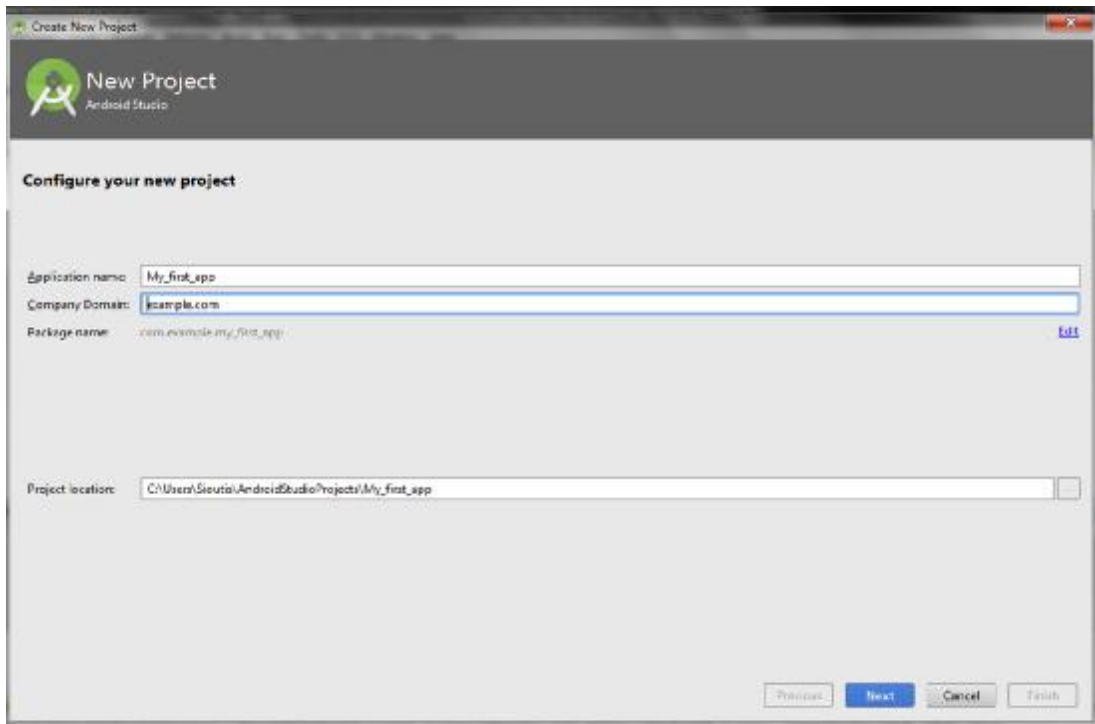 Create New Project
New Project
Android Studio
Configure your new project
Application name: My_first_app
Company Domain: example.com
Package name: com.example.my_first_app Edit
Project location: C:\Users\Sioutis\AndroidStudioProjects\My_first_app ...
Previous Next Cancel Finish